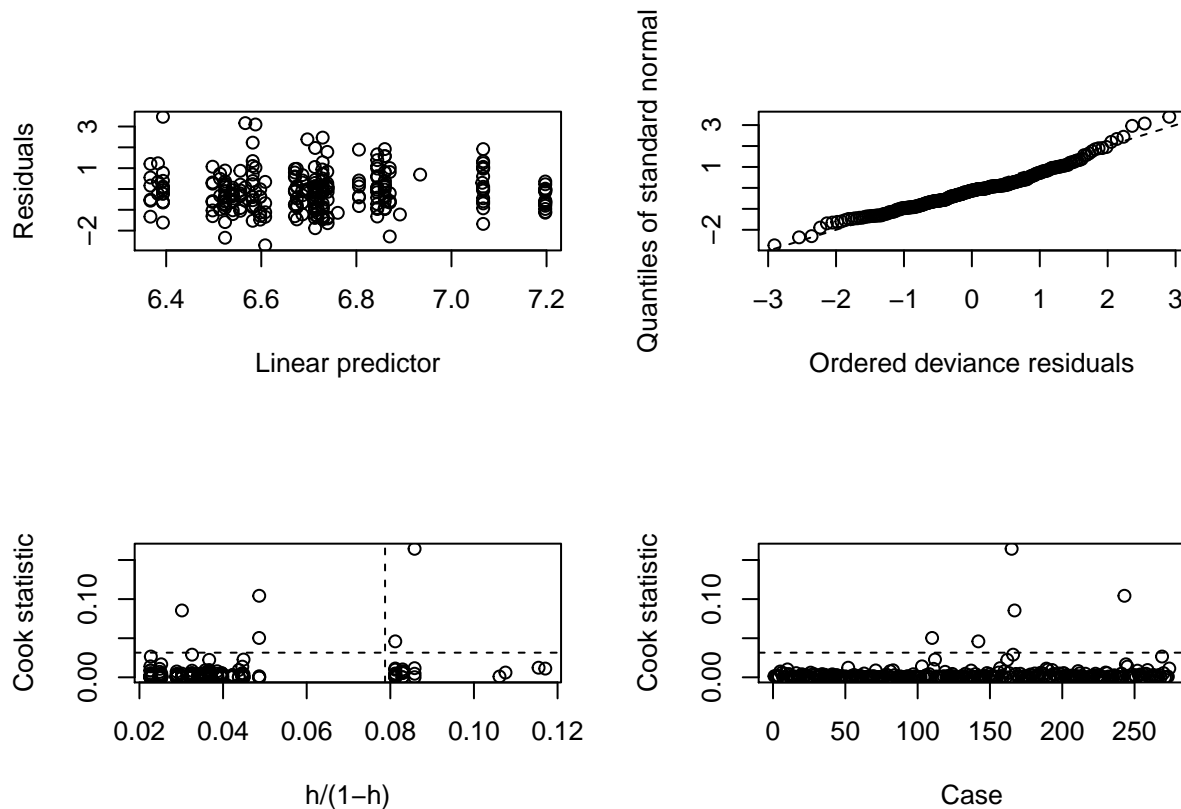 Residuals
3
1
−2
6.4 6.6 6.8 7.0 7.2
Linear predictor
Quantiles of standard normal
3
1
−2
−3 −2 −1 0 1 2 3
Ordered deviance residuals
Cook statistic
0.10
0.00
0.02 0.04 0.06 0.08 0.10 0.12
h/(1−h)
Cook statistic
0.10
0.00
0 50 100 150 200 250
Case